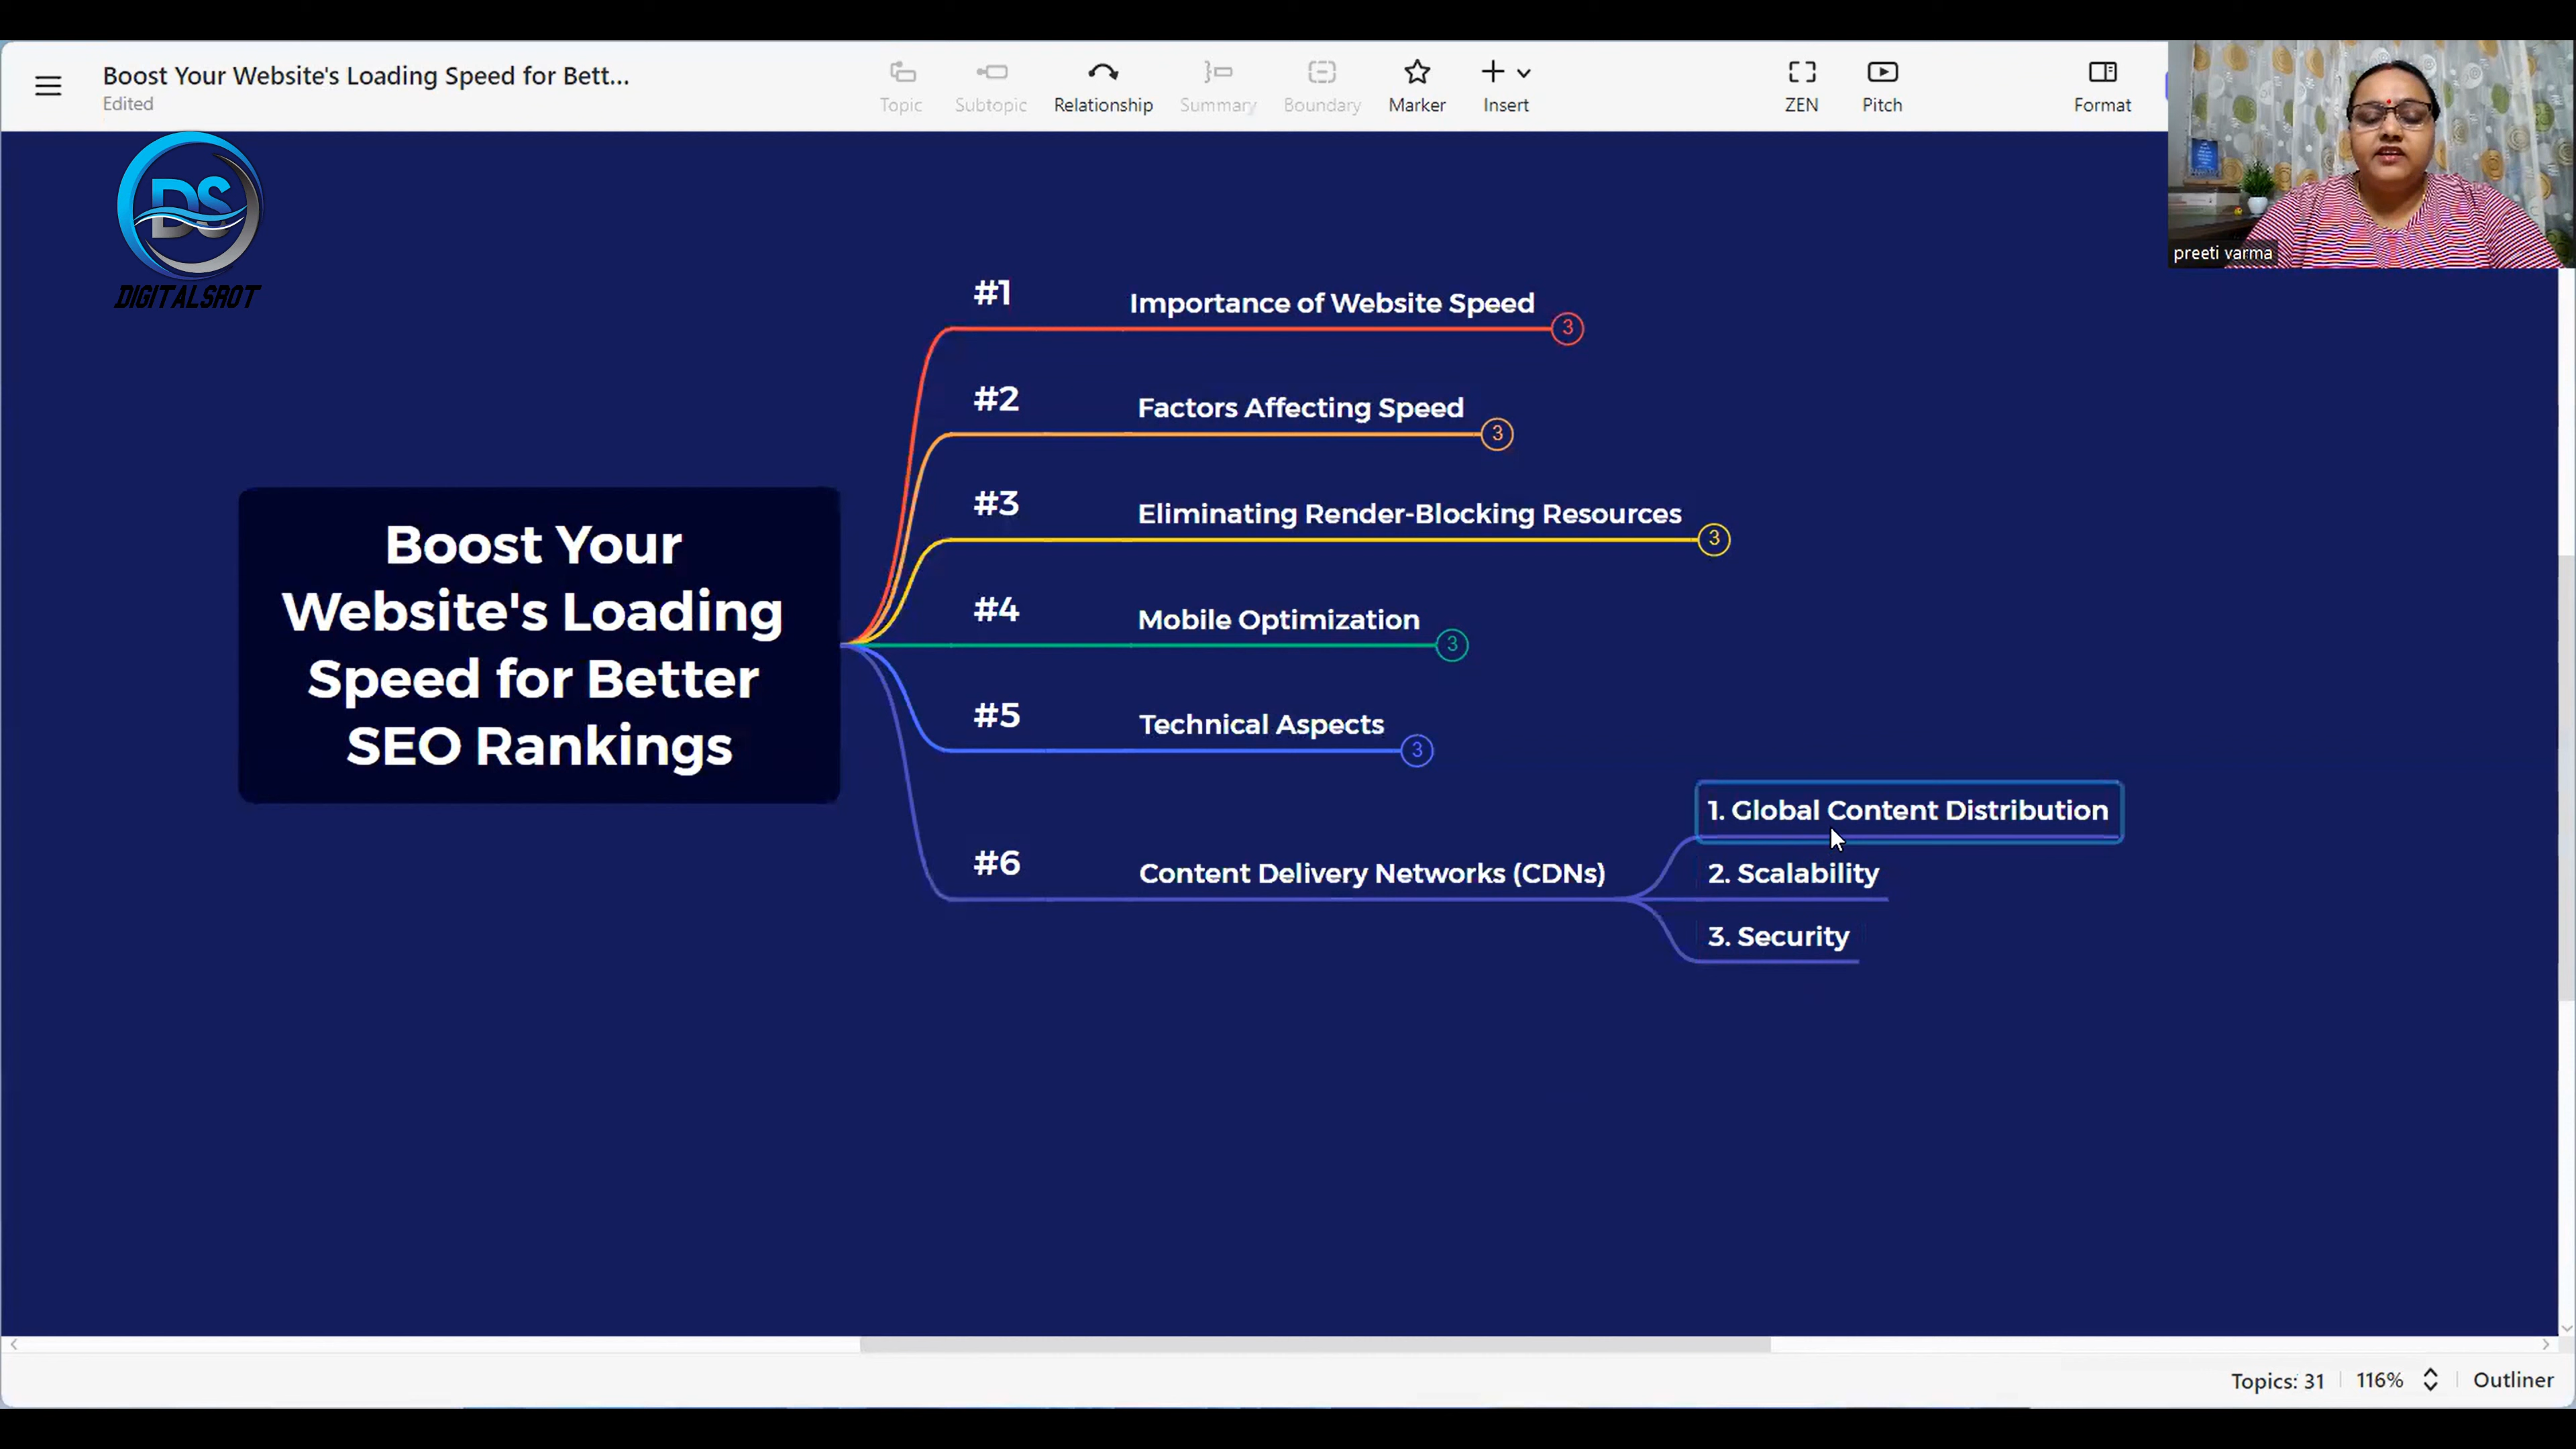 Boost Your Website's Loading Speed for Bett...
Edited
Topic
Subtopic
Relationship
Summary
Boundary
Marker
Insert
ZEN
Pitch
Format
DS
DIGITALSROT
preeti varma
Boost Your
Website's Loading
Speed for Better
SEO Rankings
#1 Importance of Website Speed 3
#2 Factors Affecting Speed 3
#3 Eliminating Render-Blocking Resources 3
#4 Mobile Optimization 3
#5 Technical Aspects 3
#6 Content Delivery Networks (CDNs)
1. Global Content Distribution
2. Scalability
3. Security
Topics: 31
116%
Outliner